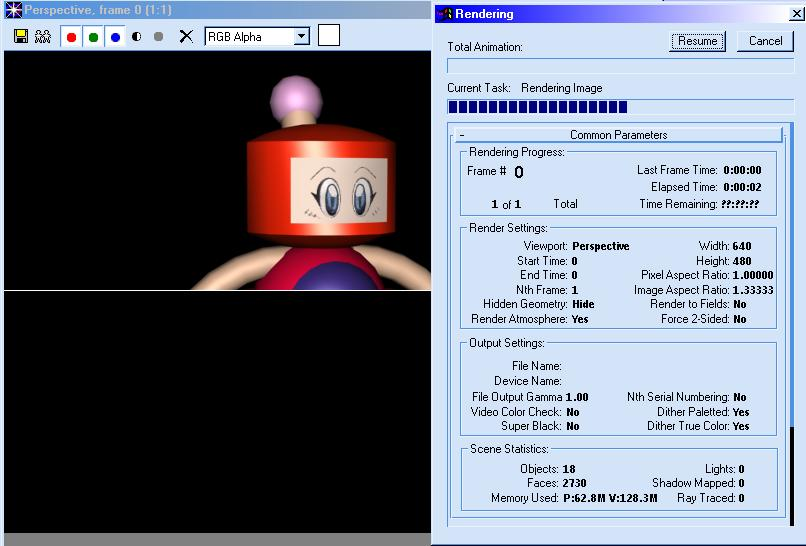 Perspective, frame 0 (1:1)
RGB Alpha
Rendering
Total Animation:
Resume
Cancel
Current Task: Rendering Image
- Common Parameters
Rendering Progress:
Frame # 0
Last Frame Time: 0:00:00
Elapsed Time: 0:00:02
1 of 1 Total
Time Remaining: ??:??:??
Render Settings:
Viewport: Perspective
Width: 640
Start Time: 0
Height: 480
End Time: 0
Pixel Aspect Ratio: 1.00000
Nth Frame: 1
Image Aspect Ratio: 1.33333
Hidden Geometry: Hide
Render to Fields: No
Render Atmosphere: Yes
Force 2-Sided: No
Output Settings:
File Name:
Device Name:
File Output Gamma 1.00
Nth Serial Numbering: No
Video Color Check: No
Dither Paletted: Yes
Super Black: No
Dither True Color: Yes
Scene Statistics:
Objects: 18
Lights: 0
Faces: 2730
Shadow Mapped: 0
Memory Used: P:62.8M V:128.3M
Ray Traced: 0